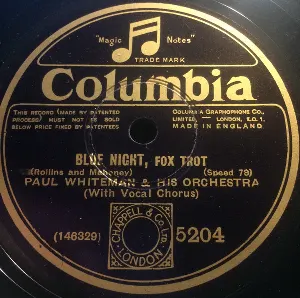 "Magic Notes"
TRADE MARK
Columbia
THIS RECORD (MADE BY PATENTED
PROCESS) MUST NOT BE SOLD
BELOW PRICE FIXED BY PATENTEES
COLUMBIA GRAPHOPHONE CO.,
LIMITED — LONDON, E.C.1.
MADE IN ENGLAND
BLUE NIGHT, FOX TROT
(Rollins and Mahoney) (Speed 79)
PAUL WHITEMAN & HIS ORCHESTRA
(With Vocal Chorus)
(146329)
CHAPPELL & Co. Ltd.
LONDON
5204